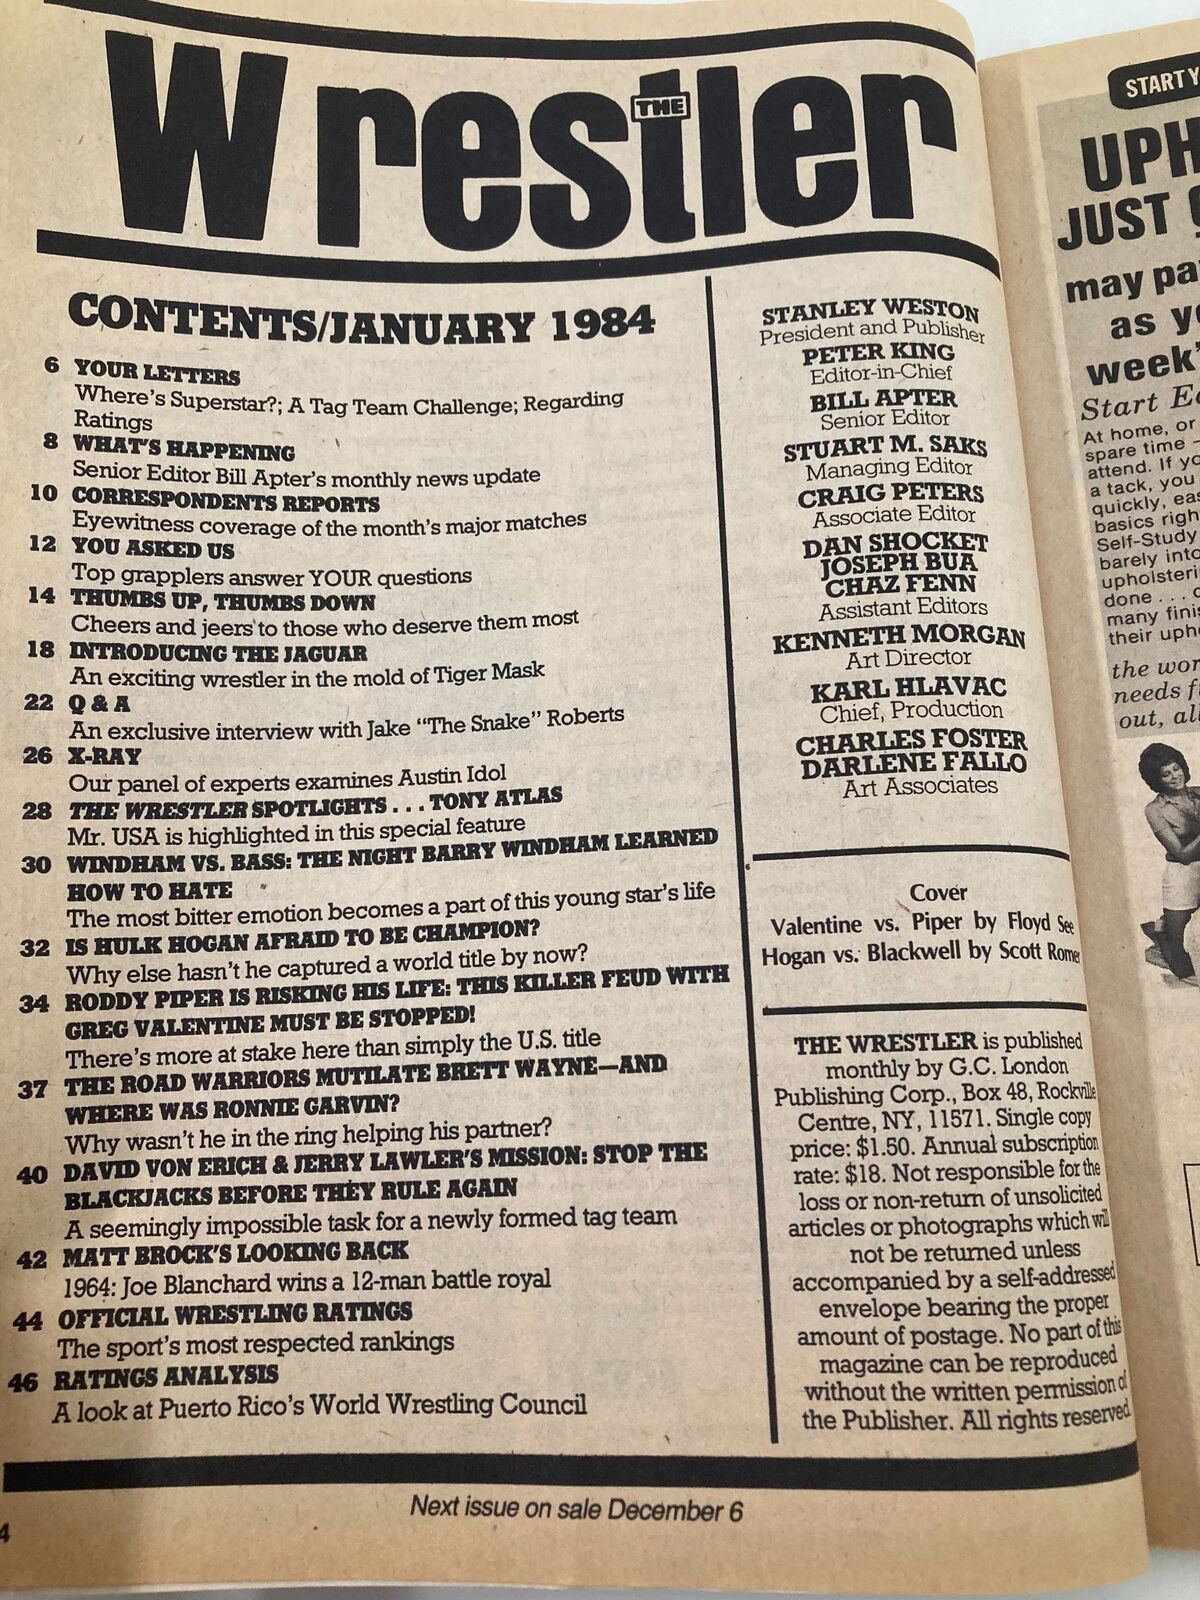 THE
Wrestler
CONTENTS/JANUARY 1984
6 YOUR LETTERS
Where's Superstar?; A Tag Team Challenge; Regarding
Ratings
8 WHAT'S HAPPENING
Senior Editor Bill Apter's monthly news update
10 CORRESPONDENTS REPORTS
Eyewitness coverage of the month's major matches
12 YOU ASKED US
Top grapplers answer YOUR questions
14 THUMBS UP, THUMBS DOWN
Cheers and jeers to those who deserve them most
18 INTRODUCING THE JAGUAR
An exciting wrestler in the mold of Tiger Mask
22 Q & A
An exclusive interview with Jake "The Snake" Roberts
26 X-RAY
Our panel of experts examines Austin Idol
28 THE WRESTLER SPOTLIGHTS . . . TONY ATLAS
Mr. USA is highlighted in this special feature
30 WINDHAM VS. BASS: THE NIGHT BARRY WINDHAM LEARNED
HOW TO HATE
The most bitter emotion becomes a part of this young star's life
32 IS HULK HOGAN AFRAID TO BE CHAMPION?
Why else hasn't he captured a world title by now?
34 RODDY PIPER IS RISKING HIS LIFE: THIS KILLER FEUD WITH
GREG VALENTINE MUST BE STOPPED!
There's more at stake here than simply the U.S. title
37 THE ROAD WARRIORS MUTILATE BRETT WAYNE—AND
WHERE WAS RONNIE GARVIN?
Why wasn't he in the ring helping his partner?
40 DAVID VON ERICH & JERRY LAWLER'S MISSION: STOP THE
BLACKJACKS BEFORE THEY RULE AGAIN
A seemingly impossible task for a newly formed tag team
42 MATT BROCK'S LOOKING BACK
1964: Joe Blanchard wins a 12-man battle royal
44 OFFICIAL WRESTLING RATINGS
The sport's most respected rankings
46 RATINGS ANALYSIS
A look at Puerto Rico's World Wrestling Council
STANLEY WESTON
President and Publisher
PETER KING
Editor-in-Chief
BILL APTER
Senior Editor
STUART M. SAKS
Managing Editor
CRAIG PETERS
Associate Editor
DAN SHOCKET
JOSEPH BUA
CHAZ FENN
Assistant Editors
KENNETH MORGAN
Art Director
KARL HLAVAC
Chief, Production
CHARLES FOSTER
DARLENE FALLO
Art Associates
Cover
Valentine vs. Piper by Floyd See
Hogan vs. Blackwell by Scott Romer
THE WRESTLER is published
monthly by G.C. London
Publishing Corp., Box 48, Rockville
Centre, NY, 11571. Single copy
price: $1.50. Annual subscription
rate: $18. Not responsible for the
loss or non-return of unsolicited
articles or photographs which will
not be returned unless
accompanied by a self-addressed
envelope bearing the proper
amount of postage. No part of this
magazine can be reproduced
without the written permission of
the Publisher. All rights reserved.
Next issue on sale December 6
4
START Y
UPH
JUST
may pa
as y
week'
Start E
At home, or
spare time —
attend. If yo
a tack, you
quickly, eas
basics righ
Self-Study
barely into
upholsteri
done . . .
many finis
their uph
the wor
needs f
out, all